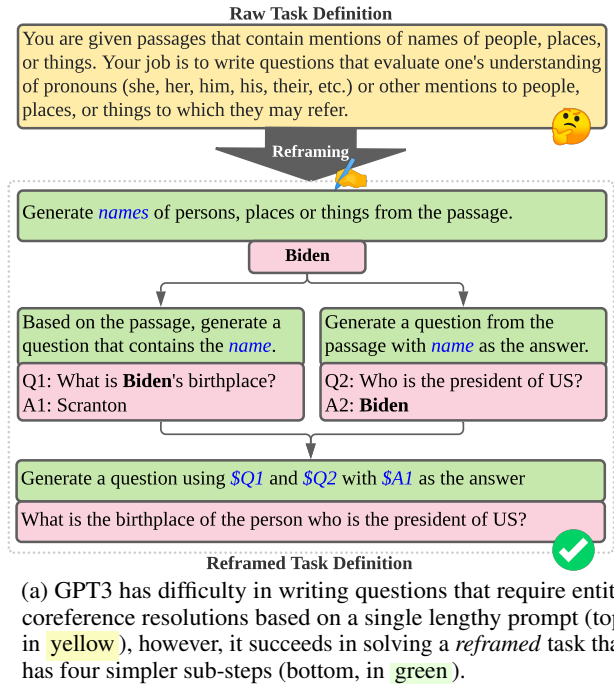 Raw Task Definition
You are given passages that contain mentions of names of people, places,
or things. Your job is to write questions that evaluate one's understanding
of pronouns (she, her, him, his, their, etc.) or other mentions to people,
places, or things to which they may refer.
Reframing
Generate names of persons, places or things from the passage.
Biden
Based on the passage, generate a
question that contains the name.
Q1: What is Biden's birthplace?
A1: Scranton
Generate a question from the
passage with name as the answer.
Q2: Who is the president of US?
A2: Biden
Generate a question using $Q1 and $Q2 with $A1 as the answer
What is the birthplace of the person who is the president of US?
Reframed Task Definition
(a) GPT3 has difficulty in writing questions that require entit
coreference resolutions based on a single lengthy prompt (top
in yellow), however, it succeeds in solving a reframed task tha
has four simpler sub-steps (bottom, in green).